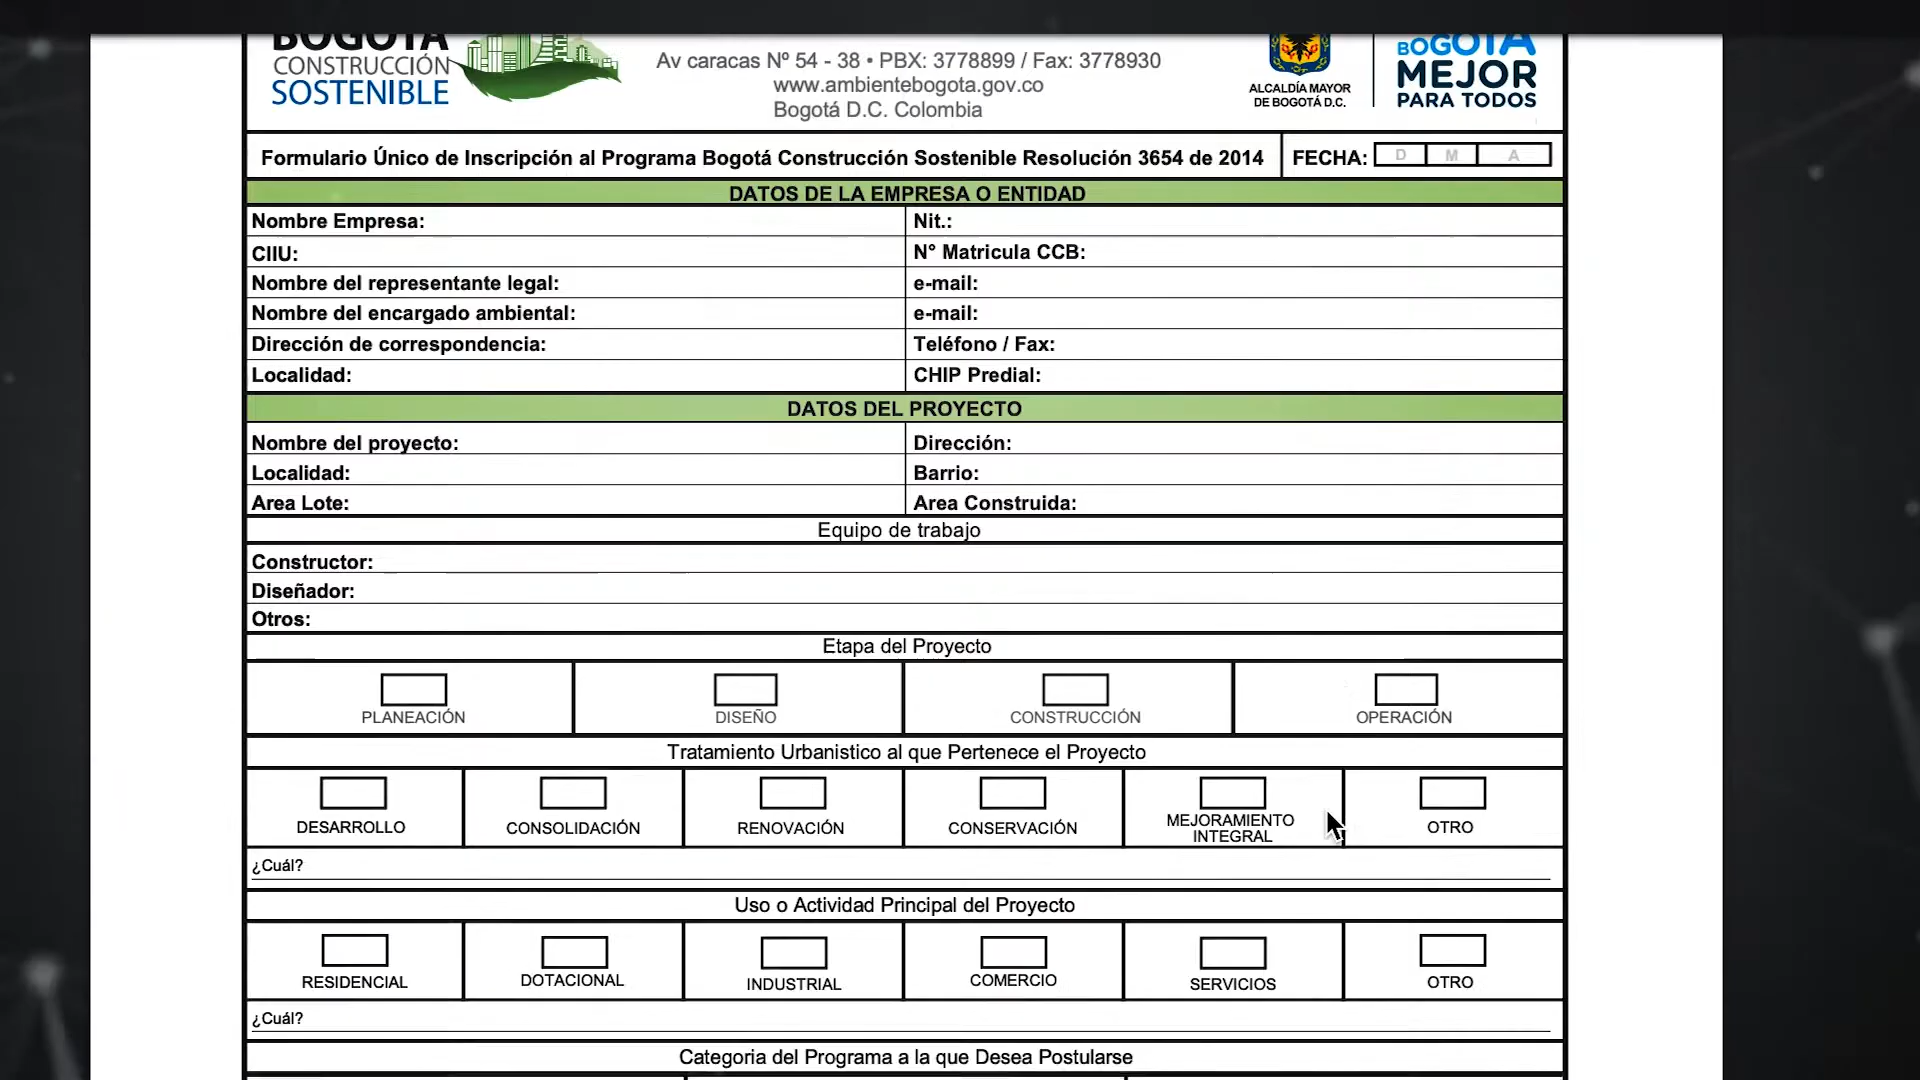 BOGOTÁ
CONSTRUCCIÓN
SOSTENIBLE
Av caracas Nº 54 - 38 • PBX: 3778899 / Fax: 3778930
www.ambientebogota.gov.co
Bogotá D.C. Colombia
ALCALDÍA MAYOR
DE BOGOTÁ D.C.
BOGOTÁ
MEJOR
PARA TODOS
Formulario Único de Inscripción al Programa Bogotá Construcción Sostenible Resolución 3654 de 2014
FECHA: D M A
DATOS DE LA EMPRESA O ENTIDAD
Nombre Empresa: Nit.:
CIIU: N° Matricula CCB:
Nombre del representante legal: e-mail:
Nombre del encargado ambiental: e-mail:
Dirección de correspondencia: Teléfono / Fax:
Localidad: CHIP Predial:
DATOS DEL PROYECTO
Nombre del proyecto: Dirección:
Localidad: Barrio:
Area Lote: Area Construida:
Equipo de trabajo
Constructor:
Diseñador:
Otros:
Etapa del Proyecto
PLANEACIÓN DISEÑO CONSTRUCCIÓN OPERACIÓN
Tratamiento Urbanistico al que Pertenece el Proyecto
DESARROLLO CONSOLIDACIÓN RENOVACIÓN CONSERVACIÓN MEJORAMIENTO INTEGRAL OTRO
¿Cuál?
Uso o Actividad Principal del Proyecto
RESIDENCIAL DOTACIONAL INDUSTRIAL COMERCIO SERVICIOS OTRO
¿Cuál?
Categoria del Programa a la que Desea Postularse